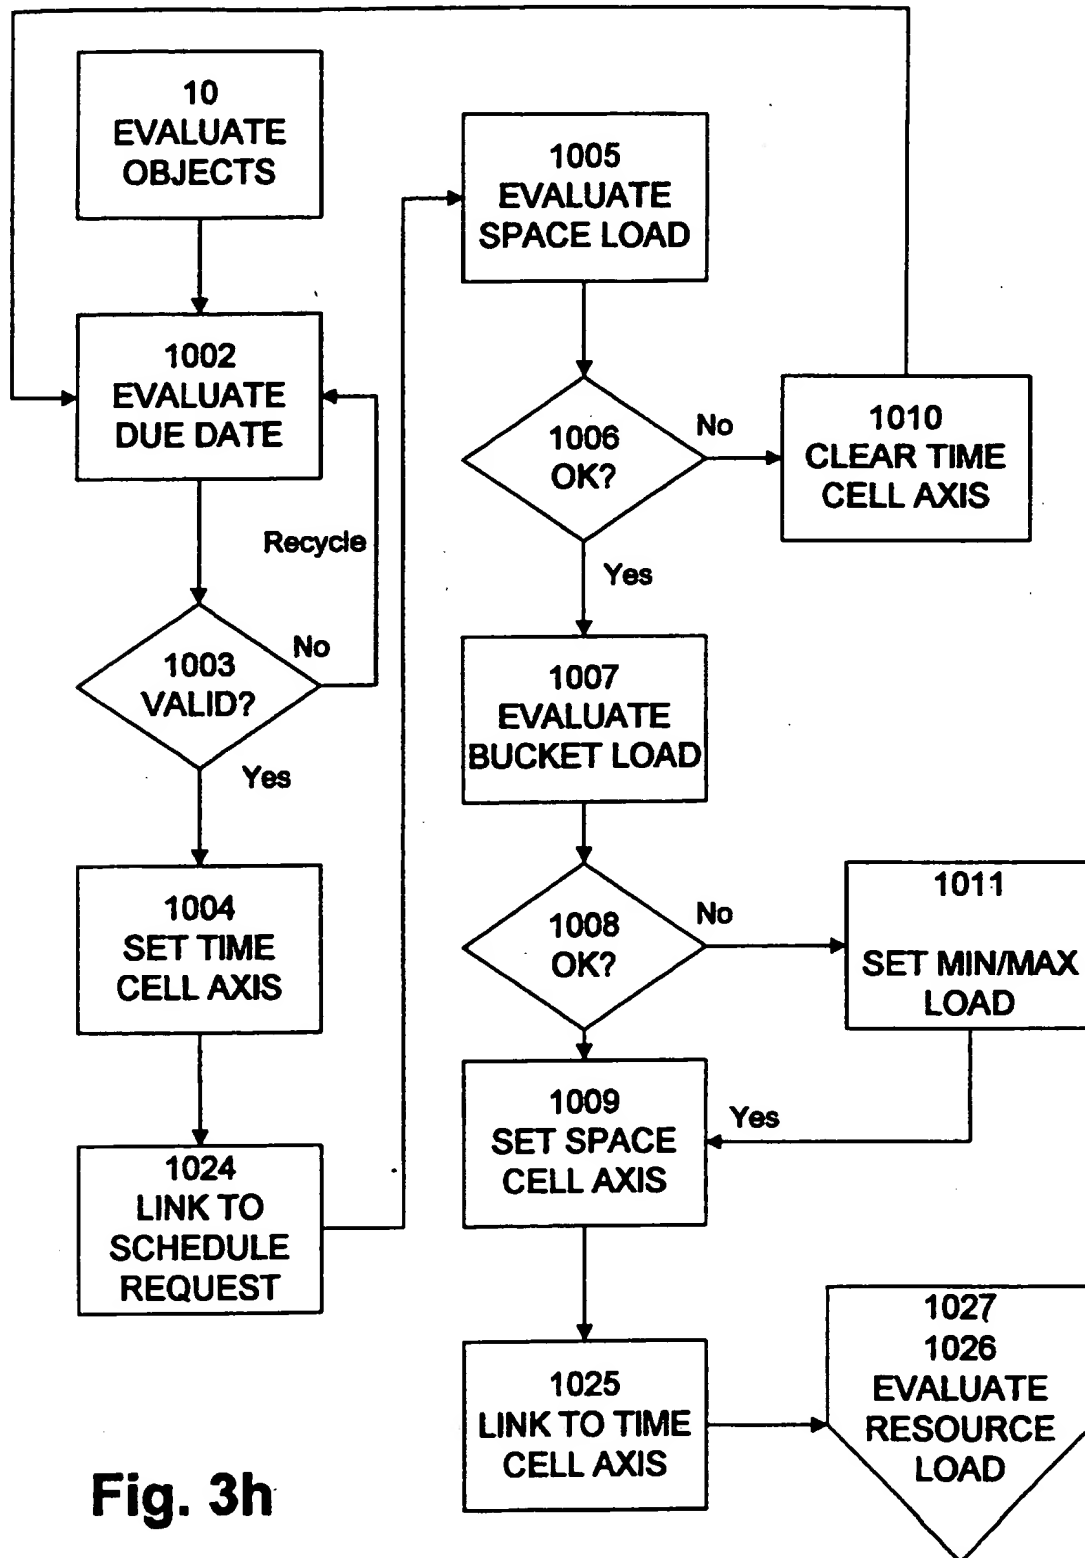 10
EVALUATE
OBJECTS
1002
EVALUATE
DUE DATE
Recycle
1003
VALID?
No
Yes
1004
SET TIME
CELL AXIS
1024
LINK TO
SCHEDULE
REQUEST
1005
EVALUATE
SPACE LOAD
1006
OK?
No
Yes
1010
CLEAR TIME
CELL AXIS
1007
EVALUATE
BUCKET LOAD
1008
OK?
No
1011
SET MIN/MAX
LOAD
Yes
1009
SET SPACE
CELL AXIS
1025
LINK TO TIME
CELL AXIS
1027
1026
EVALUATE
RESOURCE
LOAD
Fig. 3h